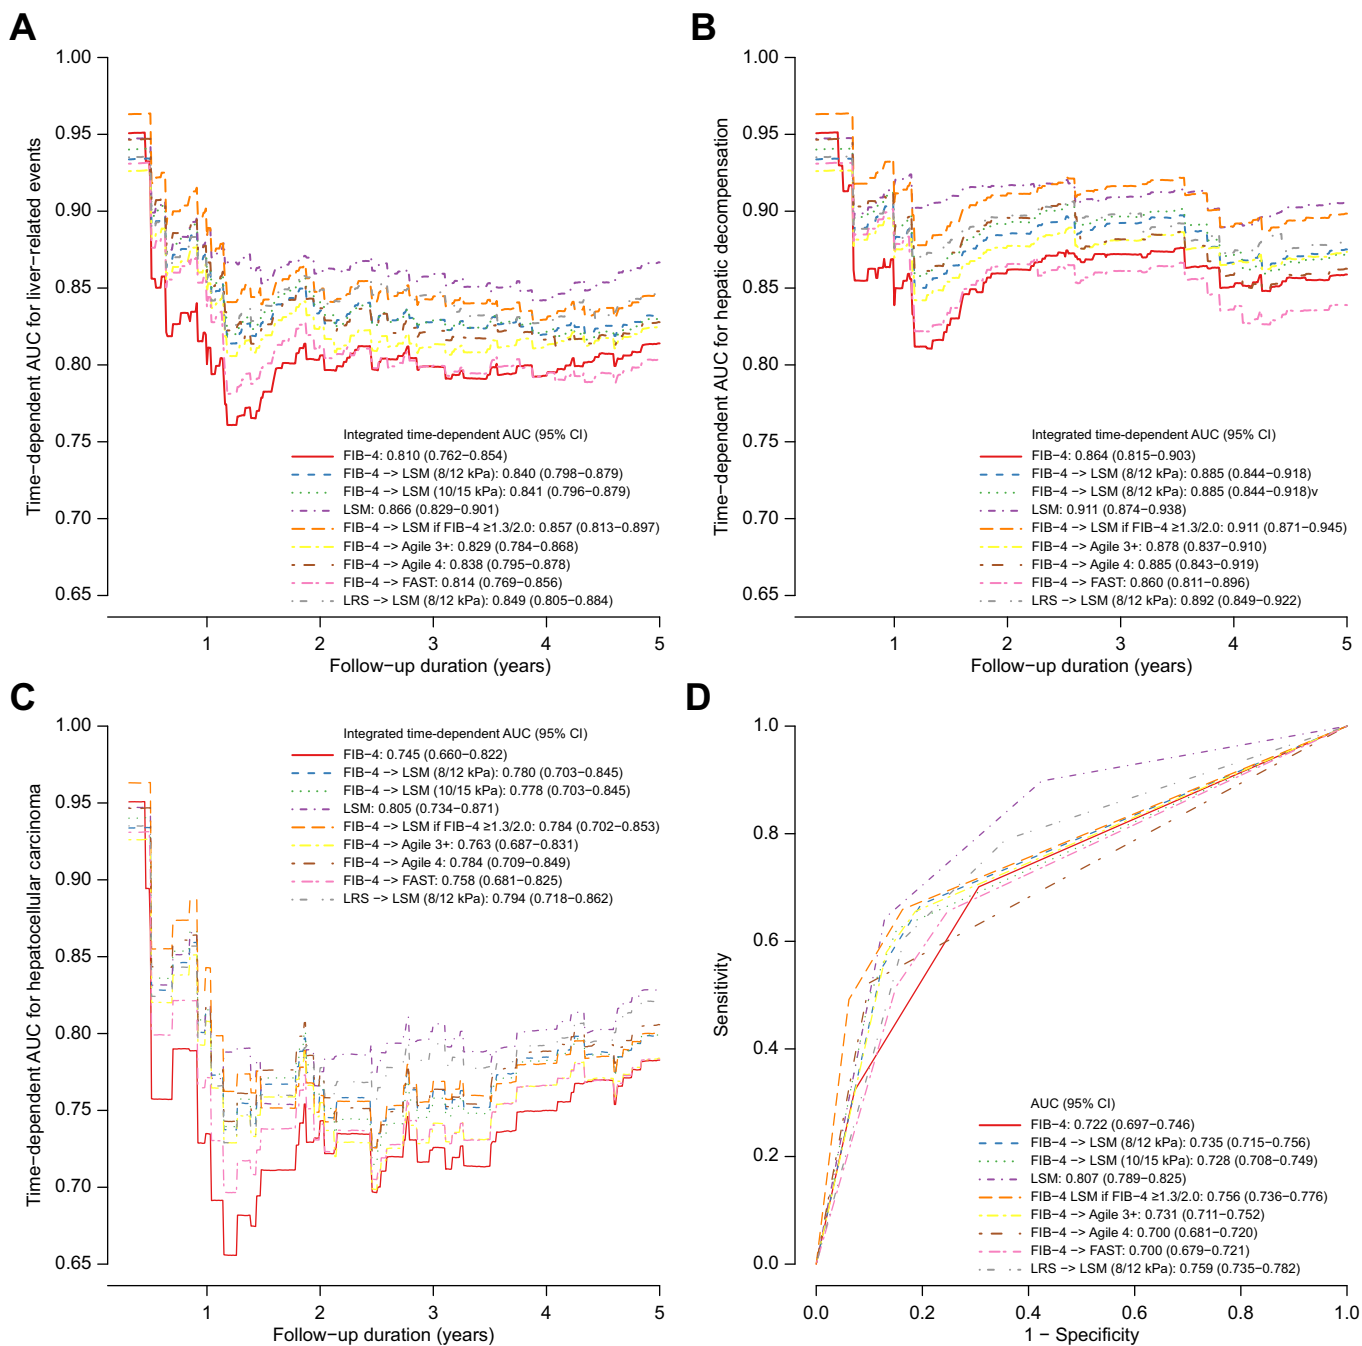 A
Time−dependent AUC for liver−related events
1.00
0.95
0.90
0.85
0.80
0.75
0.70
0.65
Integrated time−dependent AUC (95% CI)
FIB−4: 0.810 (0.762−0.854)
FIB−4 −> LSM (8/12 kPa): 0.840 (0.798−0.879)
FIB−4 −> LSM (10/15 kPa): 0.841 (0.796−0.879)
LSM: 0.866 (0.829−0.901)
FIB−4 −> LSM if FIB−4 ≥1.3/2.0: 0.857 (0.813−0.897)
FIB−4 −> Agile 3+: 0.829 (0.784−0.868)
FIB−4 −> Agile 4: 0.838 (0.795−0.878)
FIB−4 −> FAST: 0.814 (0.769−0.856)
LRS −> LSM (8/12 kPa): 0.849 (0.805−0.884)
1 2 3 4 5
Follow−up duration (years)
B
Time−dependent AUC for hepatic decompensation
1.00
0.95
0.90
0.85
0.80
0.75
0.70
0.65
Integrated time−dependent AUC (95% CI)
FIB−4: 0.864 (0.815−0.903)
FIB−4 −> LSM (8/12 kPa): 0.885 (0.844−0.918)
FIB−4 −> LSM (8/12 kPa): 0.885 (0.844−0.918)v
LSM: 0.911 (0.874−0.938)
FIB−4 −> LSM if FIB−4 ≥1.3/2.0: 0.911 (0.871−0.945)
FIB−4 −> Agile 3+: 0.878 (0.837−0.910)
FIB−4 −> Agile 4: 0.885 (0.843−0.919)
FIB−4 −> FAST: 0.860 (0.811−0.896)
LRS −> LSM (8/12 kPa): 0.892 (0.849−0.922)
1 2 3 4 5
Follow−up duration (years)
C
Time−dependent AUC for hepatocellular carcinoma
1.00
0.95
0.90
0.85
0.80
0.75
0.70
0.65
Integrated time−dependent AUC (95% CI)
FIB−4: 0.745 (0.660−0.822)
FIB−4 −> LSM (8/12 kPa): 0.780 (0.703−0.845)
FIB−4 −> LSM (10/15 kPa): 0.778 (0.703−0.845)
LSM: 0.805 (0.734−0.871)
FIB−4 −> LSM if FIB−4 ≥1.3/2.0: 0.784 (0.702−0.853)
FIB−4 −> Agile 3+: 0.763 (0.687−0.831)
FIB−4 −> Agile 4: 0.784 (0.709−0.849)
FIB−4 −> FAST: 0.758 (0.681−0.825)
LRS −> LSM (8/12 kPa): 0.794 (0.718−0.862)
1 2 3 4 5
Follow−up duration (years)
D
Sensitivity
1.0
0.8
0.6
0.4
0.2
0.0
AUC (95% CI)
FIB−4: 0.722 (0.697−0.746)
FIB−4 −> LSM (8/12 kPa): 0.735 (0.715−0.756)
FIB−4 −> LSM (10/15 kPa): 0.728 (0.708−0.749)
LSM: 0.807 (0.789−0.825)
FIB−4 LSM if FIB−4 ≥1.3/2.0: 0.756 (0.736−0.776)
FIB−4 −> Agile 3+: 0.731 (0.711−0.752)
FIB−4 −> Agile 4: 0.700 (0.681−0.720)
FIB−4 −> FAST: 0.700 (0.679−0.721)
LRS −> LSM (8/12 kPa): 0.759 (0.735−0.782)
0.0 0.2 0.4 0.6 0.8 1.0
1 − Specificity